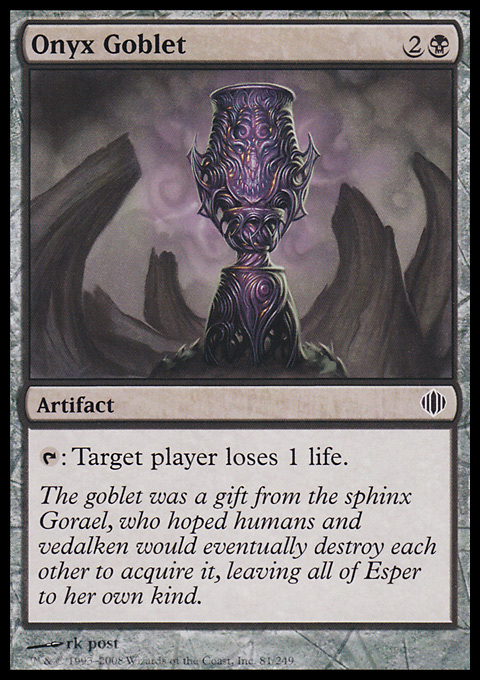 Onyx Goblet 2
Artifact
: Target player loses 1 life.
The goblet was a gift from the sphinx
Gorael, who hoped humans and
vedalken would eventually destroy each
other to acquire it, leaving all of Esper
to her own kind.
rk post
™ & © 1993–2008 Wizards of the Coast, Inc. 81/249